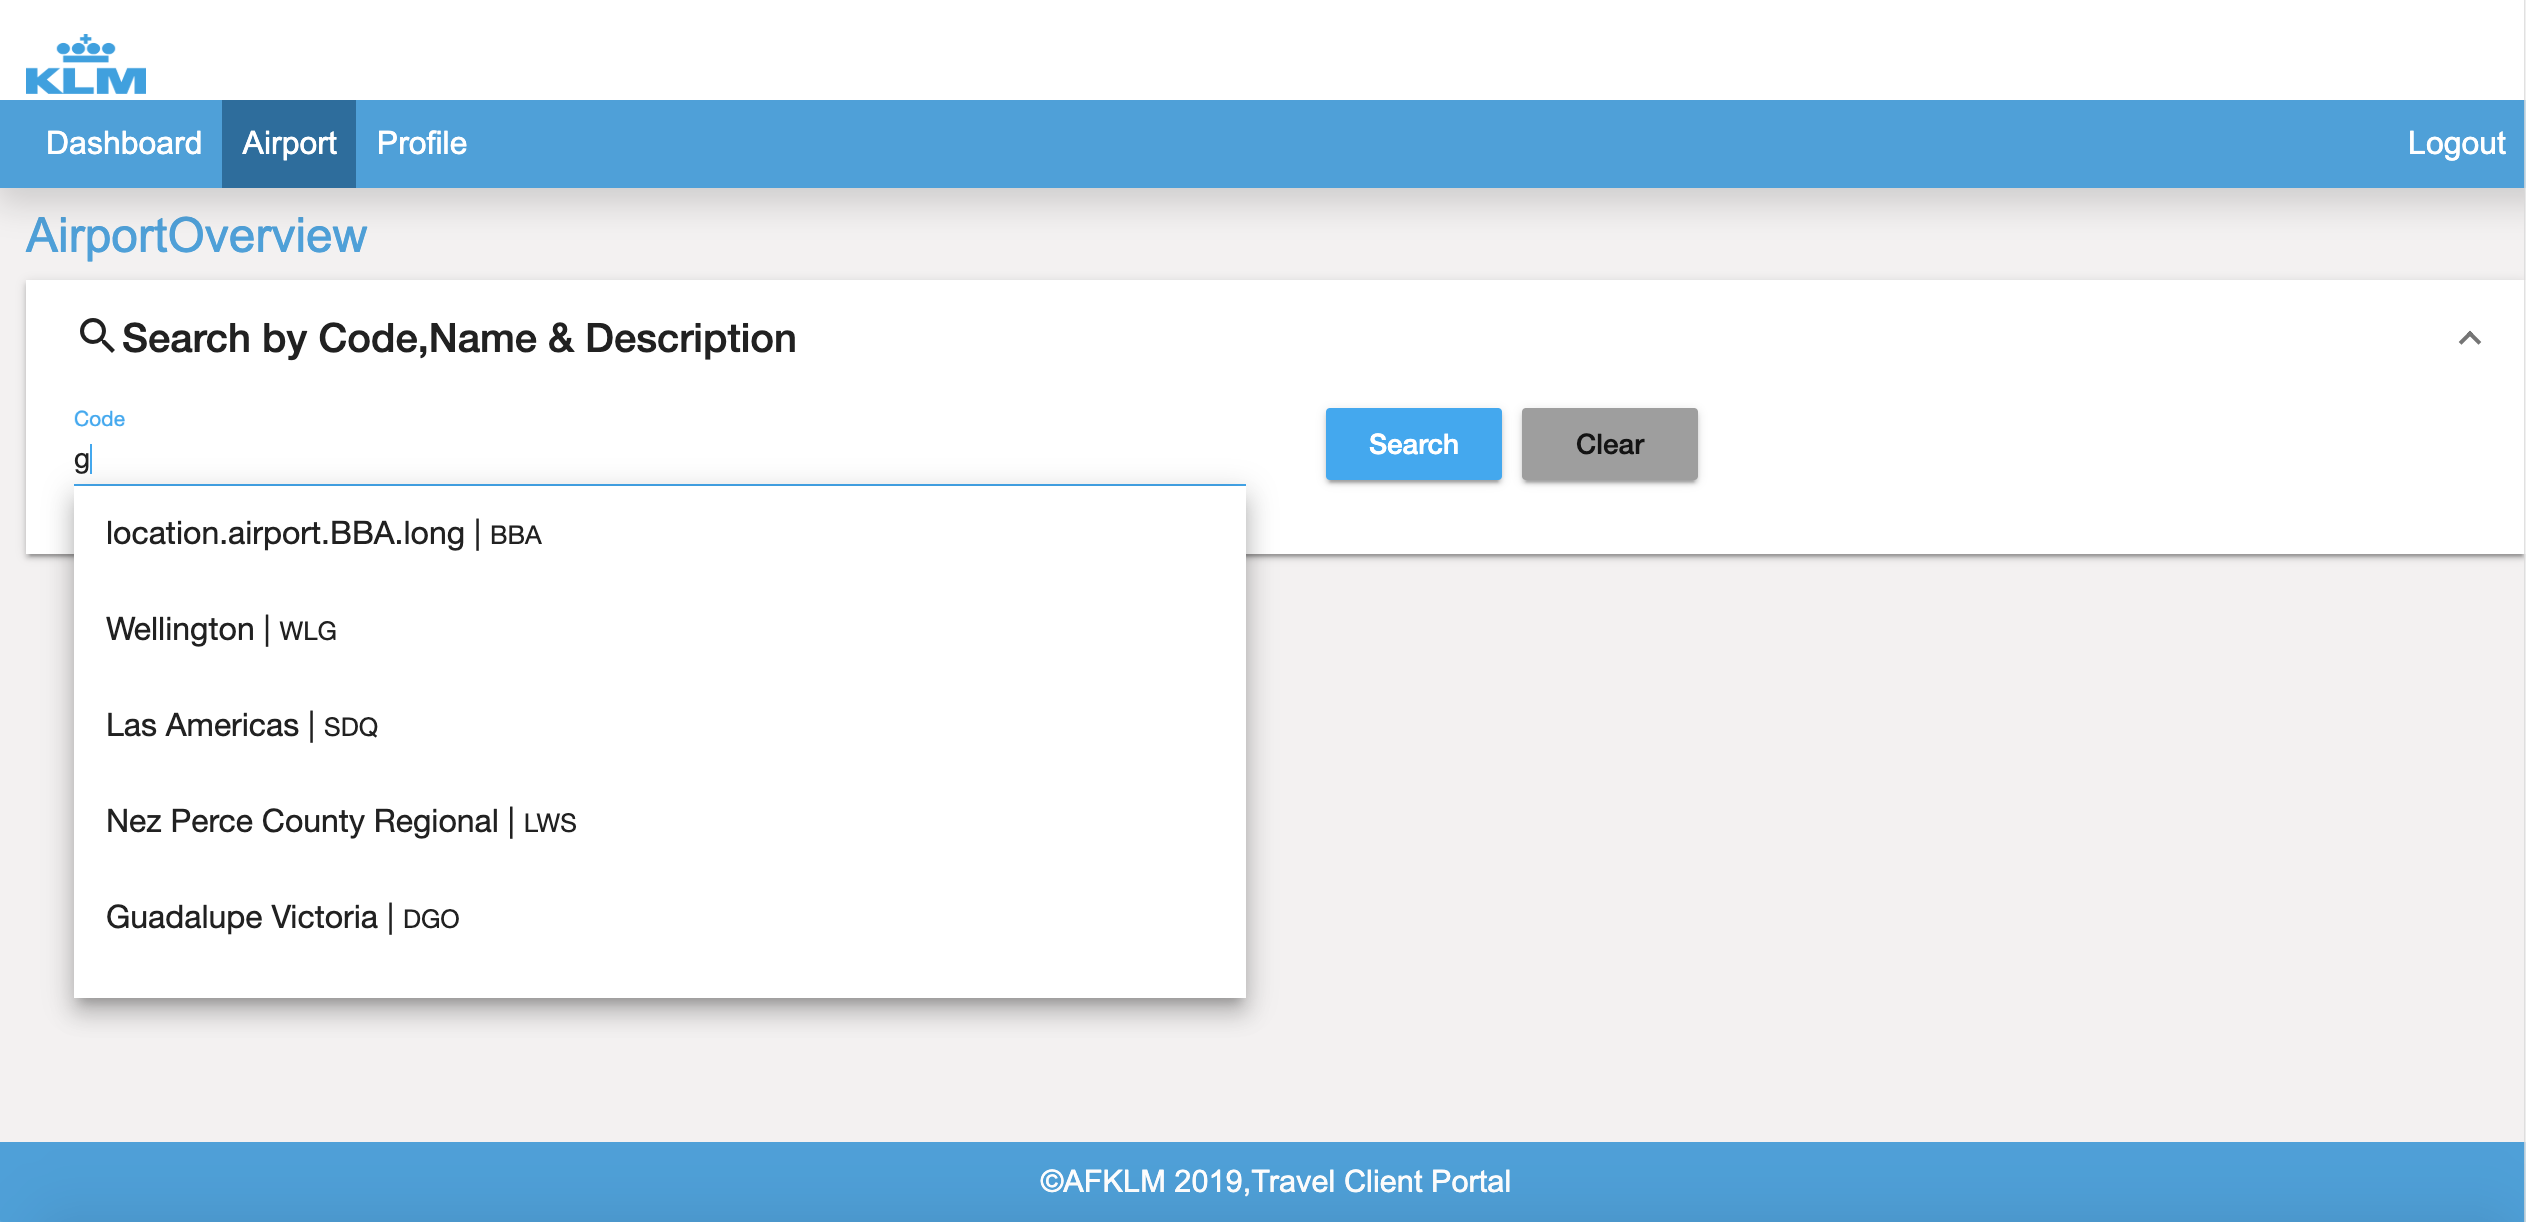 KLM
Dashboard Airport Profile Logout
AirportOverview
Search by Code,Name & Description
Code
g
Search Clear
location.airport.BBA.long | BBA
Wellington | WLG
Las Americas | SDQ
Nez Perce County Regional | LWS
Guadalupe Victoria | DGO
©AFKLM 2019,Travel Client Portal